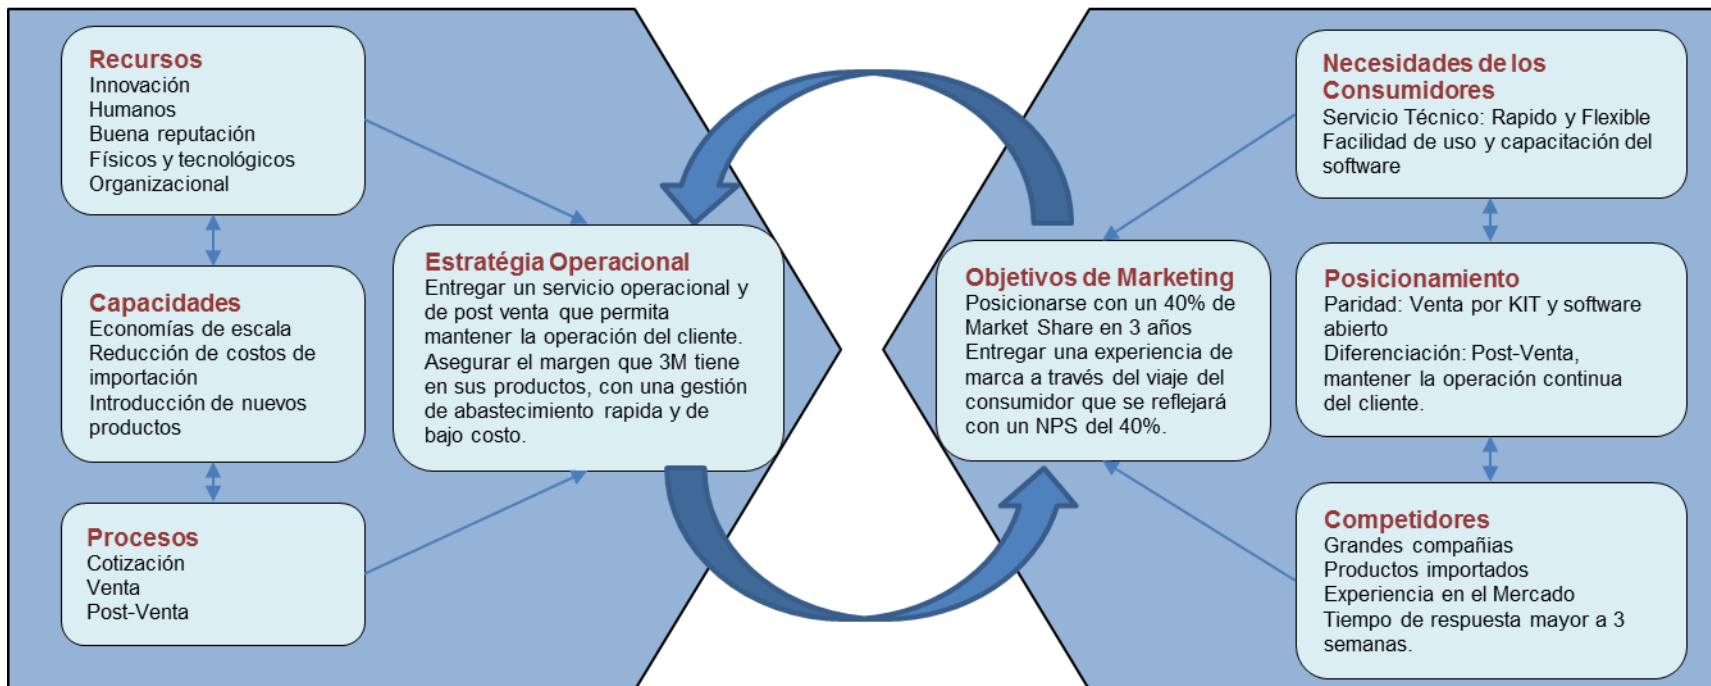 Recursos
Innovación
Humanos
Buena reputación
Físicos y tecnológicos
Organizacional
Capacidades
Economías de escala
Reducción de costos de
importación
Introducción de nuevos
productos
Procesos
Cotización
Venta
Post-Venta
Estratégia Operacional
Entregar un servicio operacional y
de post venta que permita
mantener la operación del cliente.
Asegurar el margen que 3M tiene
en sus productos, con una gestión
de abastecimiento rapida y de
bajo costo.
Objetivos de Marketing
Posicionarse con un 40% de
Market Share en 3 años
Entregar una experiencia de
marca a través del viaje del
consumidor que se reflejará
con un NPS del 40%.
Necesidades de los
Consumidores
Servicio Técnico: Rapido y Flexible
Facilidad de uso y capacitación del
software
Posicionamiento
Paridad: Venta por KIT y software
abierto
Diferenciación: Post-Venta,
mantener la operación continua
del cliente.
Competidores
Grandes compañias
Productos importados
Experiencia en el Mercado
Tiempo de respuesta mayor a 3
semanas.